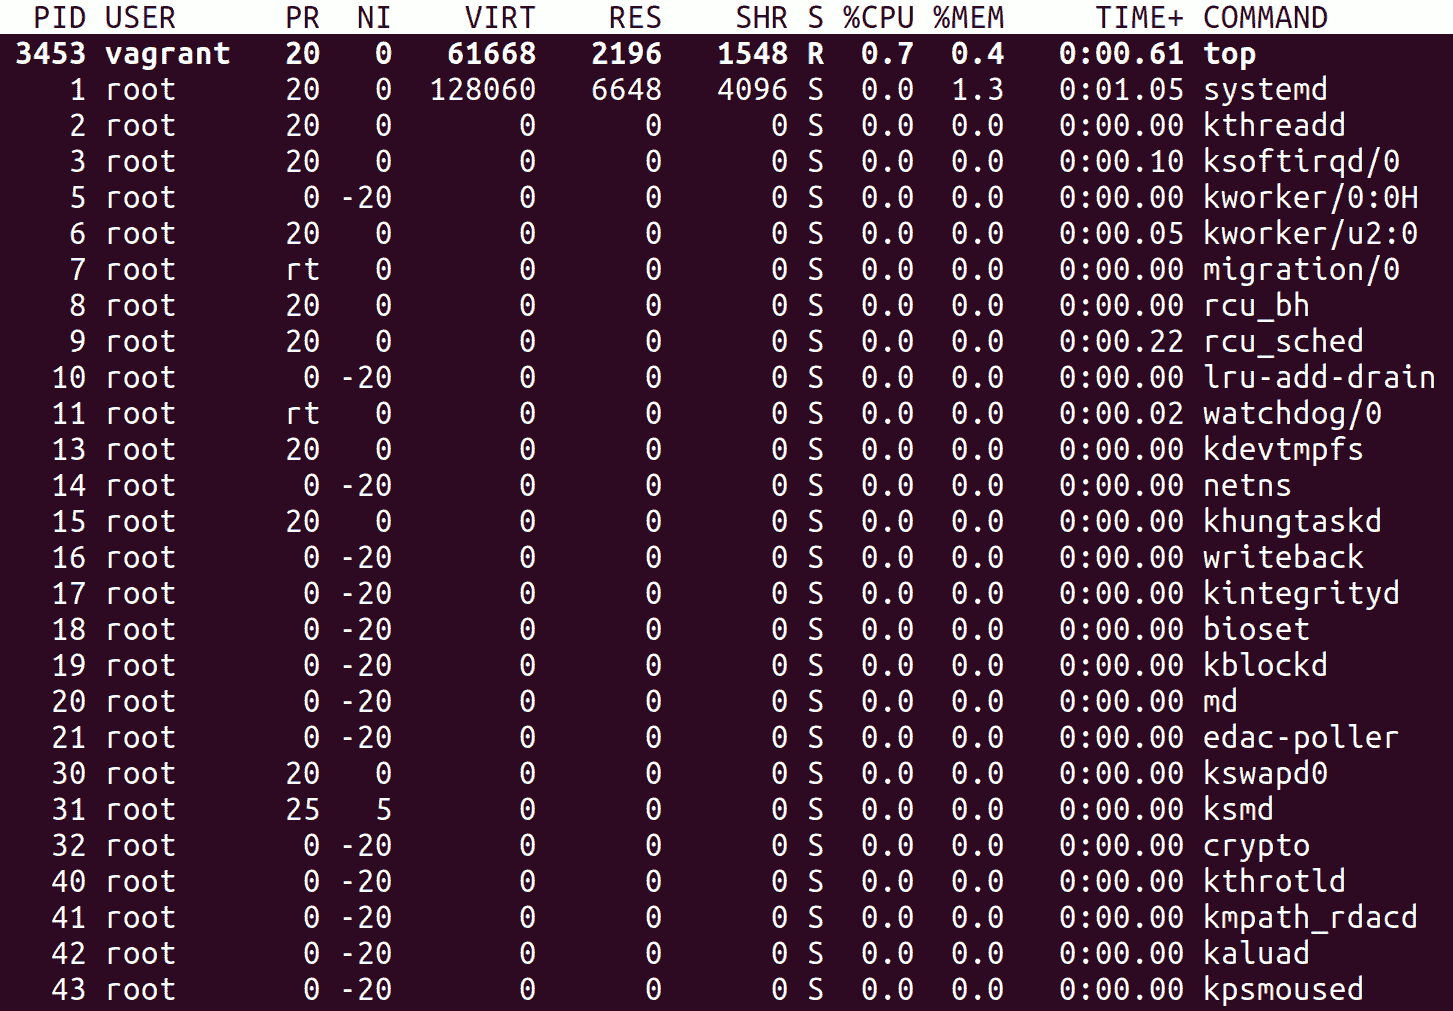 PID USER PR NI VIRT RES SHR S %CPU %MEM TIME+ COMMAND
3453 vagrant 20 0 61668 2196 1548 R 0.7 0.4 0:00.61 top
1 root 20 0 128060 6648 4096 S 0.0 1.3 0:01.05 systemd
2 root 20 0 0 0 0 S 0.0 0.0 0:00.00 kthreadd
3 root 20 0 0 0 0 S 0.0 0.0 0:00.10 ksoftirqd/0
5 root 0 -20 0 0 0 S 0.0 0.0 0:00.00 kworker/0:0H
6 root 20 0 0 0 0 S 0.0 0.0 0:00.05 kworker/u2:0
7 root rt 0 0 0 0 S 0.0 0.0 0:00.00 migration/0
8 root 20 0 0 0 0 S 0.0 0.0 0:00.00 rcu_bh
9 root 20 0 0 0 0 S 0.0 0.0 0:00.22 rcu_sched
10 root 0 -20 0 0 0 S 0.0 0.0 0:00.00 lru-add-drain
11 root rt 0 0 0 0 S 0.0 0.0 0:00.02 watchdog/0
13 root 20 0 0 0 0 S 0.0 0.0 0:00.00 kdevtmpfs
14 root 0 -20 0 0 0 S 0.0 0.0 0:00.00 netns
15 root 20 0 0 0 0 S 0.0 0.0 0:00.00 khungtaskd
16 root 0 -20 0 0 0 S 0.0 0.0 0:00.00 writeback
17 root 0 -20 0 0 0 S 0.0 0.0 0:00.00 kintegrityd
18 root 0 -20 0 0 0 S 0.0 0.0 0:00.00 bioset
19 root 0 -20 0 0 0 S 0.0 0.0 0:00.00 kblockd
20 root 0 -20 0 0 0 S 0.0 0.0 0:00.00 md
21 root 0 -20 0 0 0 S 0.0 0.0 0:00.00 edac-poller
30 root 20 0 0 0 0 S 0.0 0.0 0:00.00 kswapd0
31 root 25 5 0 0 0 S 0.0 0.0 0:00.00 ksmd
32 root 0 -20 0 0 0 S 0.0 0.0 0:00.00 crypto
40 root 0 -20 0 0 0 S 0.0 0.0 0:00.00 kthrotld
41 root 0 -20 0 0 0 S 0.0 0.0 0:00.00 kmpath_rdacd
42 root 0 -20 0 0 0 S 0.0 0.0 0:00.00 kaluad
43 root 0 -20 0 0 0 S 0.0 0.0 0:00.00 kpsmoused